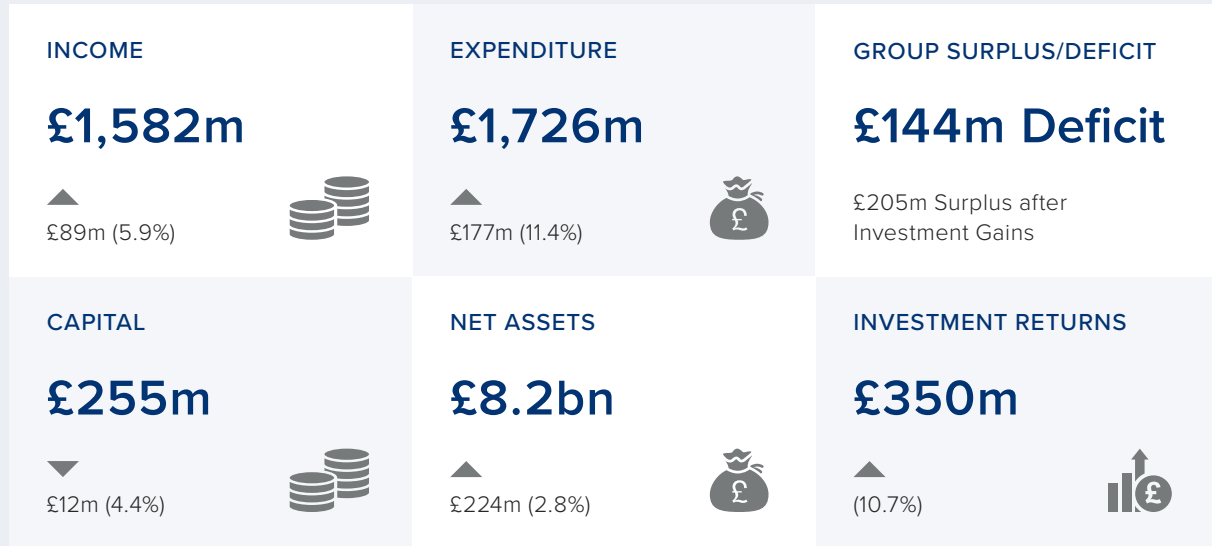 INCOME
£1,582m
£89m (5.9%)
EXPENDITURE
£1,726m
£177m (11.4%)
£
GROUP SURPLUS/DEFICIT
£144m Deficit
£205m Surplus after
Investment Gains
CAPITAL
£255m
£12m (4.4%)
NET ASSETS
£8.2bn
£224m (2.8%)
£
INVESTMENT RETURNS
£350m
(10.7%)
£